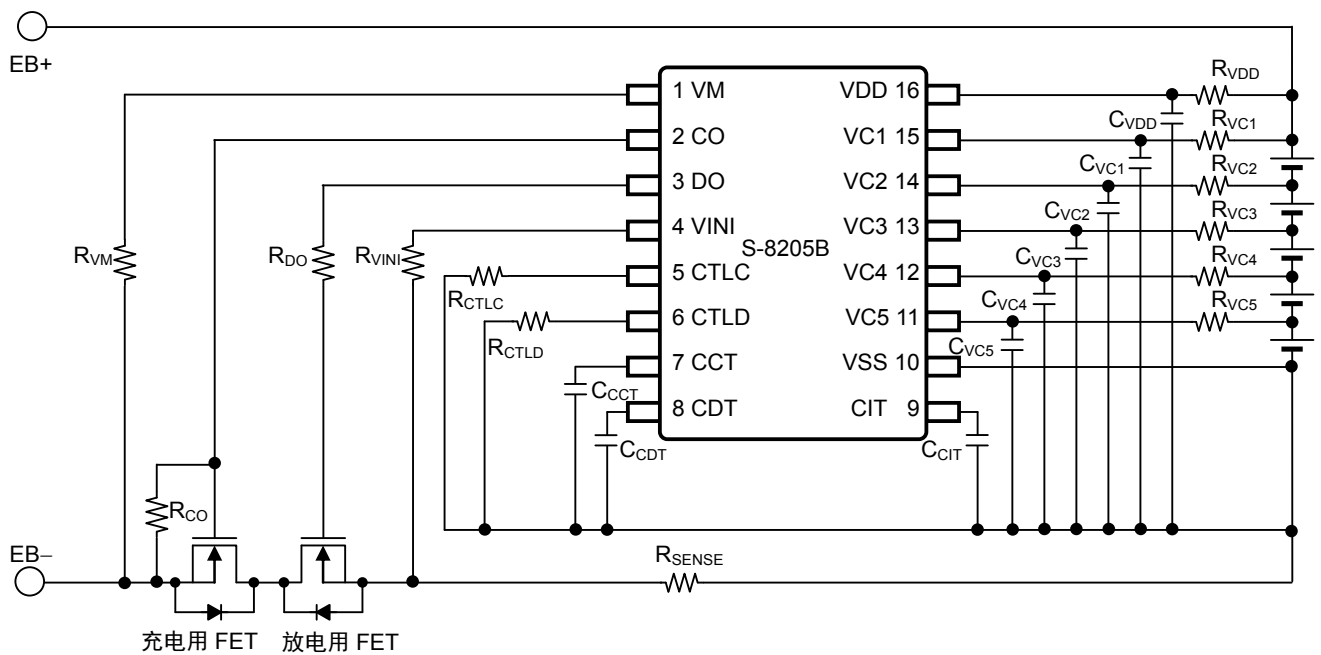 EB+
1 VM
2 CO
3 DO
4 VINI
5 CTLC
6 CTLD
7 CCT
8 CDT
S-8205B
VDD 16
VC1 15
VC2 14
VC3 13
VC4 12
VC5 11
VSS 10
CIT 9
RVDD
RVC1
RVC2
RVC3
RVC4
RVC5
CVDD
CVC1
CVC2
CVC3
CVC4
CVC5
CCIT
RVM
RDO
RVINI
RCTLC
RCTLD
CCCT
CCDT
RCO
EB−
RSENSE
充电用 FET
放电用 FET